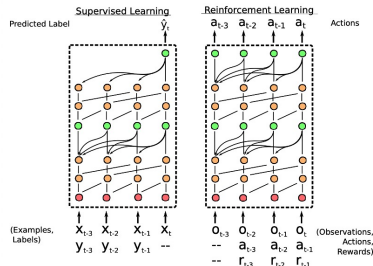 Supervised Learning Reinforcement Learning
Predicted Label ŷₜ aₜ₋₃ aₜ₋₂ aₜ₋₁ aₜ Actions
(Examples, Labels) xₜ₋₃ xₜ₋₂ xₜ₋₁ xₜ oₜ₋₃ oₜ₋₂ oₜ₋₁ oₜ (Observations, Actions, Rewards)
yₜ₋₃ yₜ₋₂ yₜ₋₁ -- -- aₜ₋₃ aₜ₋₂ aₜ₋₁
-- rₜ₋₃ rₜ₋₂ rₜ₋₁